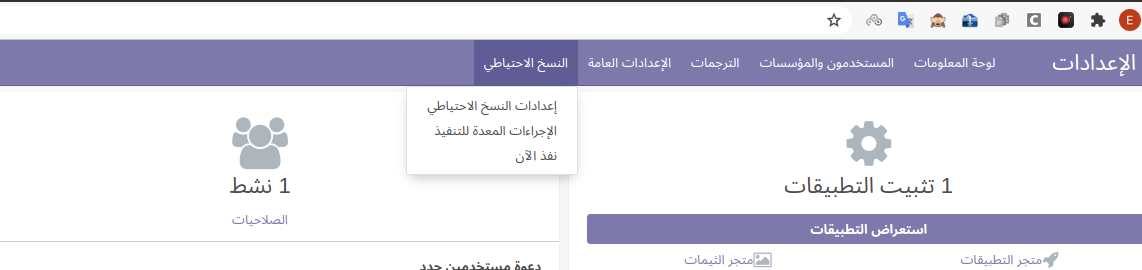 E
الإعدادات
لوحة المعلومات
المستخدمون والمؤسسات
الترجمات
الإعدادات العامة
النسخ الاحتياطي
إعدادات النسخ الاحتياطي
الإجراءات المعدة للتنفيذ
نفذ الآن
1 تثبيت التطبيقات
استعراض التطبيقات
متجر التطبيقات
متجر الثيمات
1 نشط
الصلاحيات
دعوة مستخدمين جدد